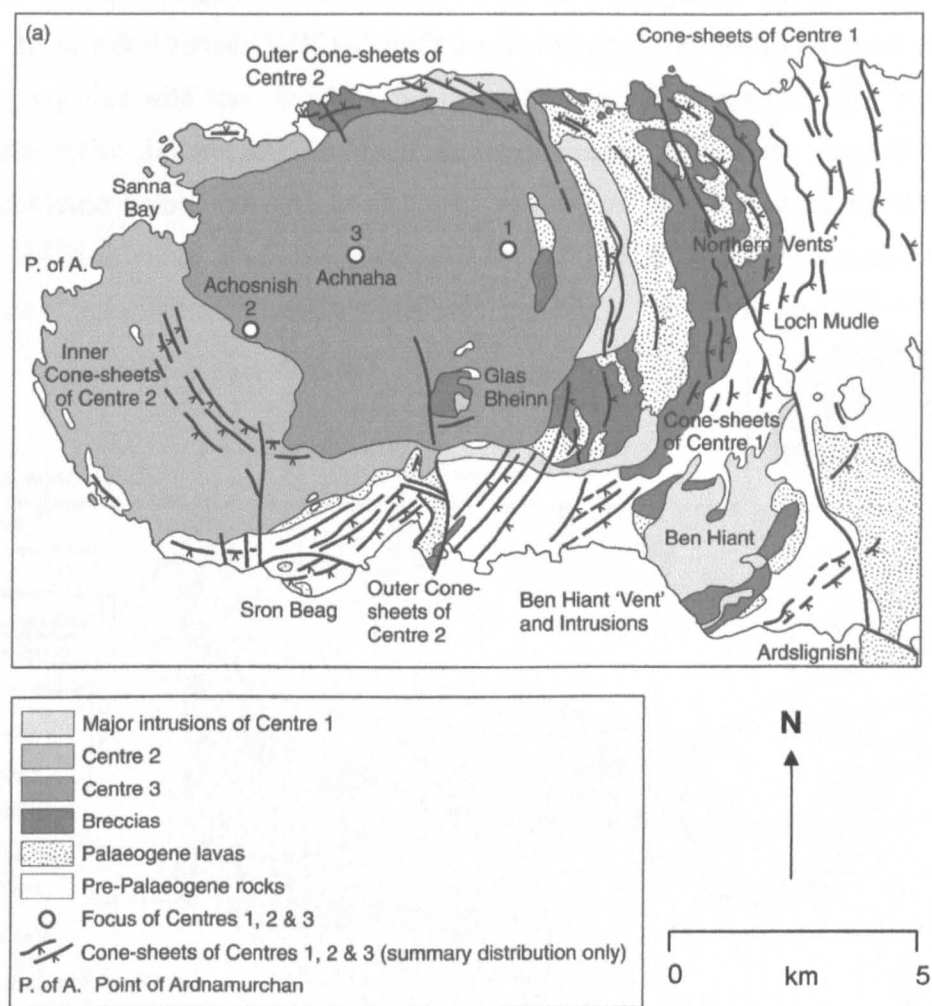 (a)
Cone-sheets of Centre 1
Outer Cone-sheets of
Centre 2
Sanna
Bay
P. of A.
3
1
Achnaha
Northern 'Vents'
Achosnish
2
Loch Mudle
Inner
Cone-sheets
of Centre 2
Glas
Bheinn
Cone-sheets
of Centre 1
Ben Hiant
Sron Beag
Outer Cone-
sheets of
Centre 2
Ben Hiant 'Vent'
and Intrusions
Ardslignish
Major intrusions of Centre 1
Centre 2
Centre 3
Breccias
Palaeogene lavas
Pre-Palaeogene rocks
Focus of Centres 1, 2 & 3
Cone-sheets of Centres 1, 2 & 3 (summary distribution only)
P. of A. Point of Ardnamurchan
N
0 km 5